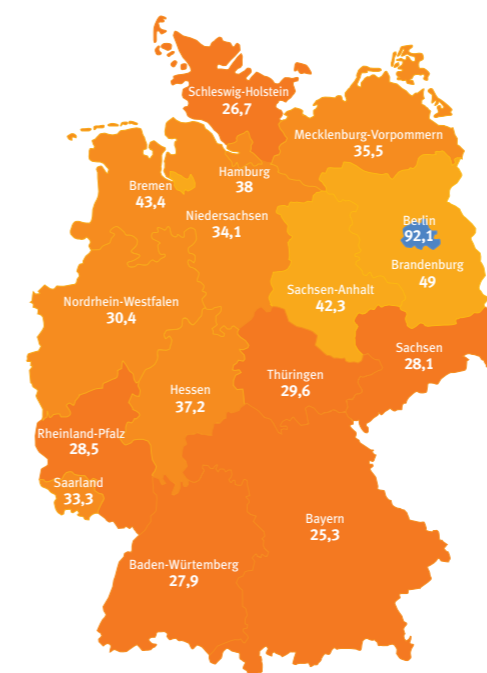 Schleswig-Holstein
26,7
Mecklenburg-Vorpommern
35,5
Hamburg
38
Bremen
43,4
Niedersachsen
34,1
Berlin
92,1
Brandenburg
49
Sachsen-Anhalt
42,3
Nordrhein-Westfalen
30,4
Sachsen
28,1
Thüringen
29,6
Hessen
37,2
Rheinland-Pfalz
28,5
Saarland
33,3
Bayern
25,3
Baden-Würtemberg
27,9